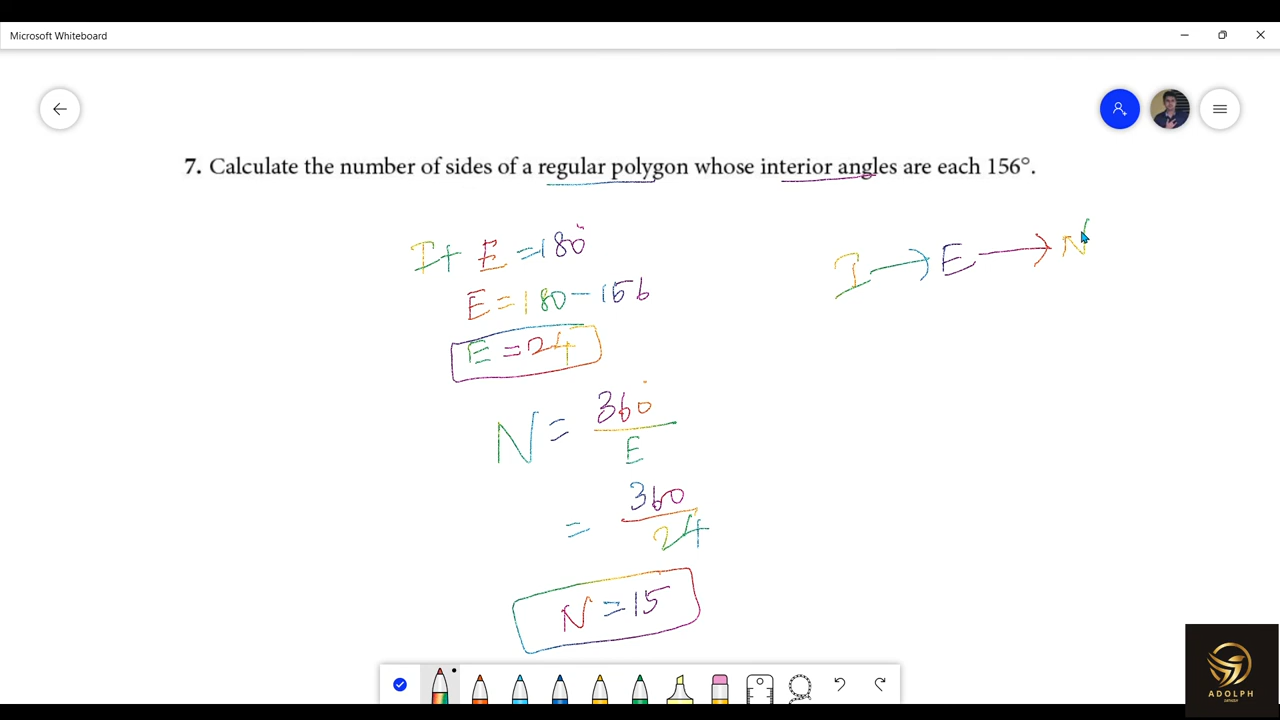 Microsoft Whiteboard
7. Calculate the number of sides of a regular polygon whose interior angles are each 156°.
I + E = 180°
I → E → N
E = 180 - 156
E = 24
N = 360° / E
= 360 / 24
N = 15
ADOLPH